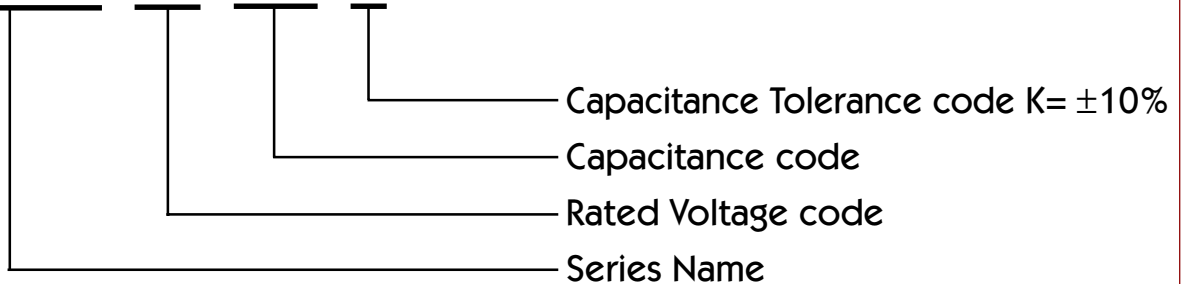 Capacitance Tolerance code K= ±10%
Capacitance code
Rated Voltage code
Series Name